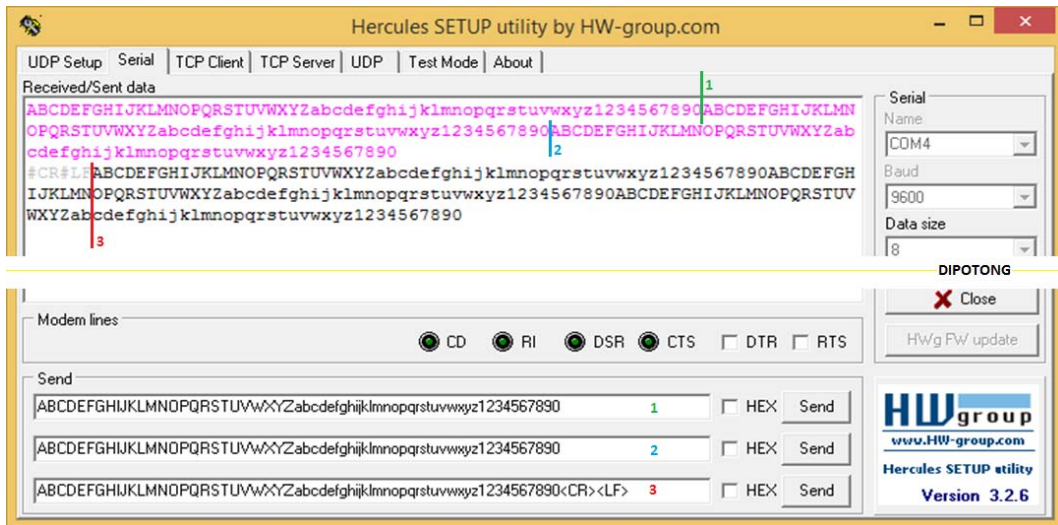 Hercules SETUP utility by HW-group.com
UDP Setup Serial TCP Client TCP Server UDP Test Mode About
Received/Sent data
1
ABCDEFGHIJKLMNOPQRSTUVWXYZabcdefghijklmnopqrstuvwxyz1234567890ABCDEFGHIJKLMN
OPQRSTUVWXYZabcdefghijklmnopqrstuvwxyz1234567890ABCDEFGHIJKLMNOPQRSTUVWXYZab
cdefghijklmnopqrstuvwxyz1234567890
2
#CR#LFABCDEFGHIJKLMNOPQRSTUVWXYZabcdefghijklmnopqrstuvwxyz1234567890ABCDEFGH
IJKLMNOPQRSTUVWXYZabcdefghijklmnopqrstuvwxyz1234567890ABCDEFGHIJKLMNOPQRSTUV
WXYZabcdefghijklmnopqrstuvwxyz1234567890
3
Serial
Name
COM4
Baud
9600
Data size
8
DIPOTONG
Close
HWg FW update
Modem lines
CD RI DSR CTS DTR RTS
Send
ABCDEFGHIJKLMNOPQRSTUVWXYZabcdefghijklmnopqrstuvwxyz1234567890 1 HEX Send
ABCDEFGHIJKLMNOPQRSTUVWXYZabcdefghijklmnopqrstuvwxyz1234567890 2 HEX Send
ABCDEFGHIJKLMNOPQRSTUVWXYZabcdefghijklmnopqrstuvwxyz1234567890<CR><LF> 3 HEX Send
HWgroup
www.HW-group.com
Hercules SETUP utility
Version 3.2.6